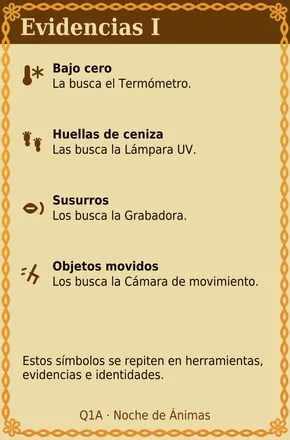 Evidencias I
Bajo cero
La busca el Termómetro.
Huellas de ceniza
Las busca la Lámpara UV.
Susurros
Los busca la Grabadora.
Objetos movidos
Los busca la Cámara de movimiento.
Estos símbolos se repiten en herramientas,
evidencias e identidades.
Q1A · Noche de Ánimas